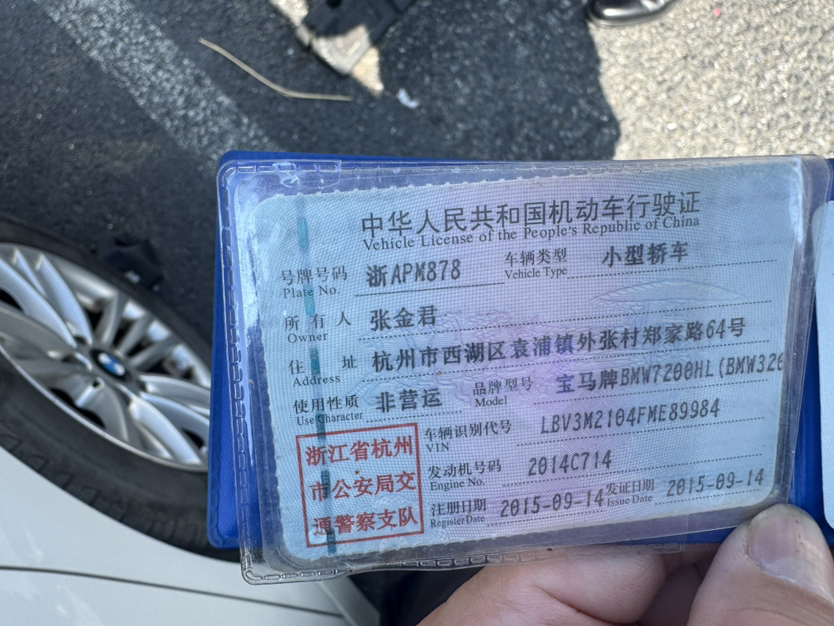 中华人民共和国机动车行驶证
Vehicle License of the People's Republic of China
号牌号码 浙APM878 车辆类型 小型轿车
Plate No. Vehicle Type
所有人 张金君
Owner
住址 杭州市西湖区袁浦镇外张村郑家路64号
Address
使用性质 非营运 品牌型号 宝马牌BMW7200HL(BMW320
Use Character Model
车辆识别代号 LBV3M2104FME89984
VIN
发动机号码 2014C714
Engine No.
注册日期 2015-09-14 发证日期 2015-09-14
Register Date Issue Date
浙江省杭州
市公安局交
通警察支队